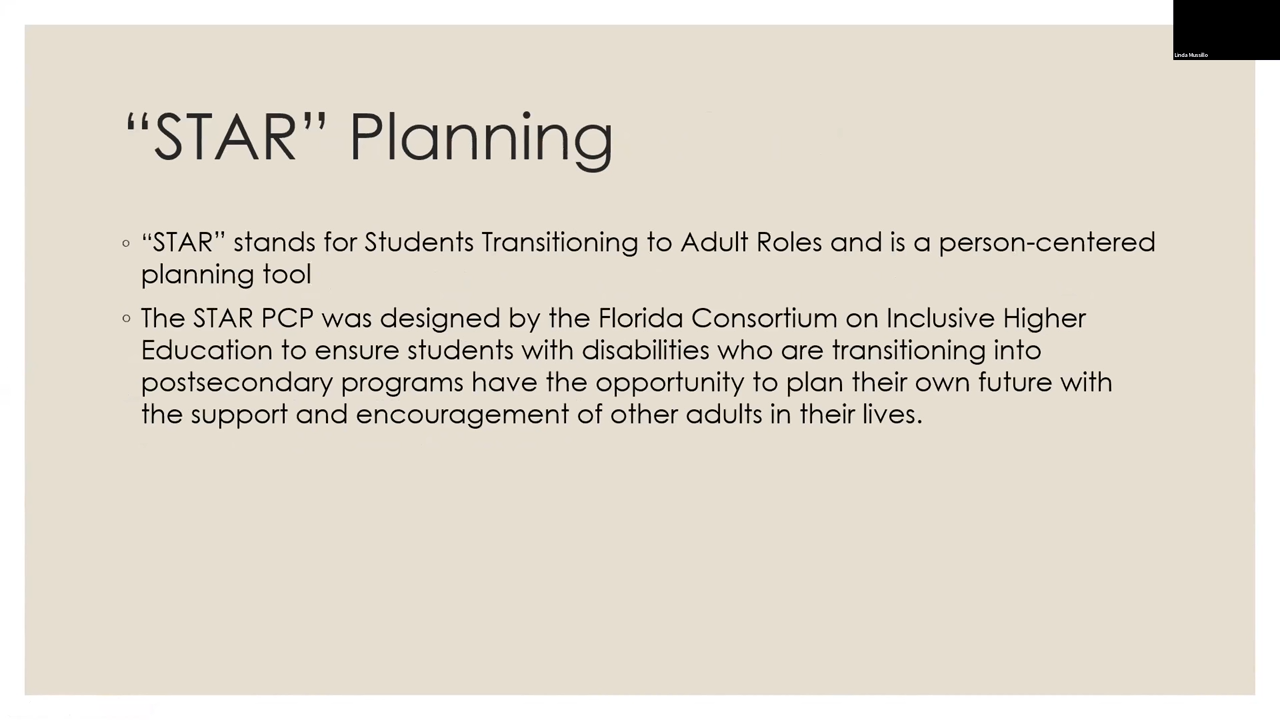 Linda Mussillo
“STAR” Planning
“STAR” stands for Students Transitioning to Adult Roles and is a person-centered
planning tool
The STAR PCP was designed by the Florida Consortium on Inclusive Higher
Education to ensure students with disabilities who are transitioning into
postsecondary programs have the opportunity to plan their own future with
the support and encouragement of other adults in their lives.